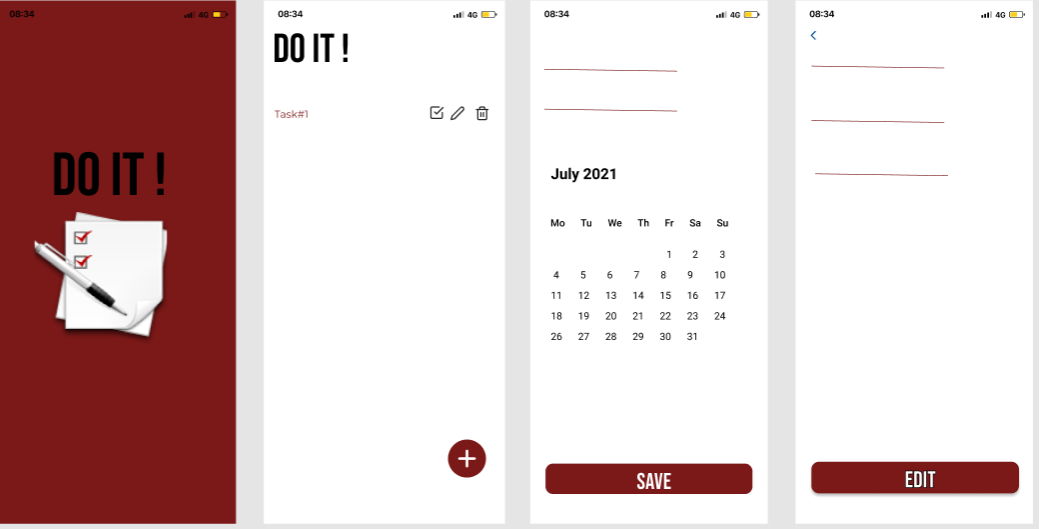 08:34 4G
DO IT !
08:34 4G
DO IT !
Task#1
08:34 4G
July 2021
Mo Tu We Th Fr Sa Su
1 2 3
4 5 6 7 8 9 10
11 12 13 14 15 16 17
18 19 20 21 22 23 24
26 27 28 29 30 31
SAVE
08:34 4G
EDIT